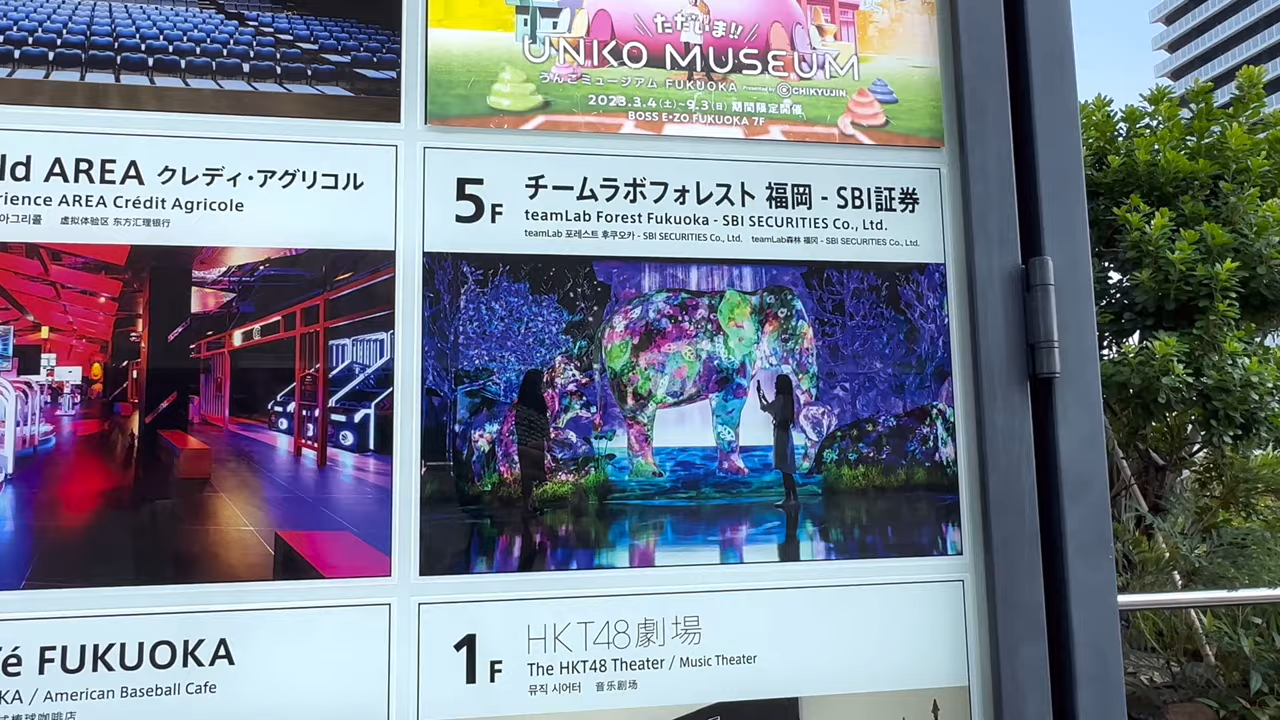 \ただいま!!/
UNKO MUSEUM
うんこミュージアム FUKUOKA Presented by CHIKYUJIN
2023.3.4(土)~9.3(日) 期間限定開催
BOSS E・ZO FUKUOKA 7F
ld AREA クレディ・アグリコル
rience AREA Crédit Agricole
아그리콜 虚拟体验区 东方汇理银行
5F
チームラボフォレスト 福岡 - SBI証券
teamLab Forest Fukuoka - SBI SECURITIES Co., Ltd.
teamLab 포레스트 후쿠오카 - SBI SECURITIES Co., Ltd. teamLab森林 福冈 - SBI SECURITIES Co., Ltd.
é FUKUOKA
KA / American Baseball Cafe
棒球咖啡店
1F
HKT48劇場
The HKT48 Theater / Music Theater
뮤직 시어터 音乐剧场